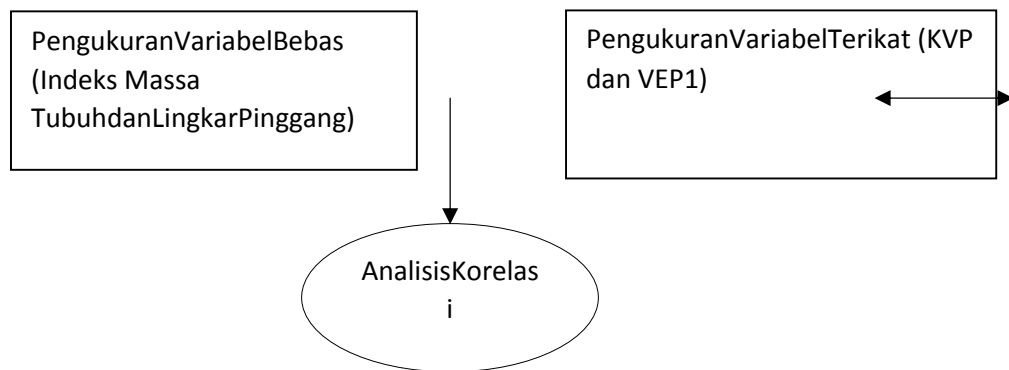 PengukuranVariabelBebas
(Indeks Massa
TubuhdanLingkarPinggang)
PengukuranVariabelTerikat (KVP
dan VEP1)
AnalisisKorelas
i